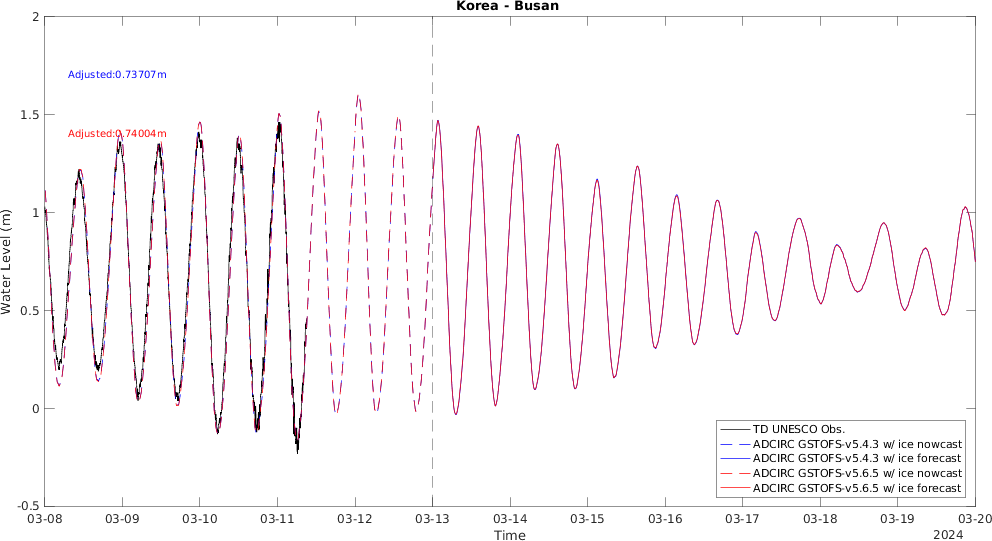 Korea - Busan
2
Adjusted:0.73707m
1.5
Adjusted:0.74004m
1
Water Level (m)
0.5
0
TD UNESCO Obs.
ADCIRC GSTOFS-v5.4.3 w/ ice nowcast
ADCIRC GSTOFS-v5.4.3 w/ ice forecast
ADCIRC GSTOFS-v5.6.5 w/ ice nowcast
ADCIRC GSTOFS-v5.6.5 w/ ice forecast
-0.5
03-08 03-09 03-10 03-11 03-12 03-13 03-14 03-15 03-16 03-17 03-18 03-19 03-20
Time
2024